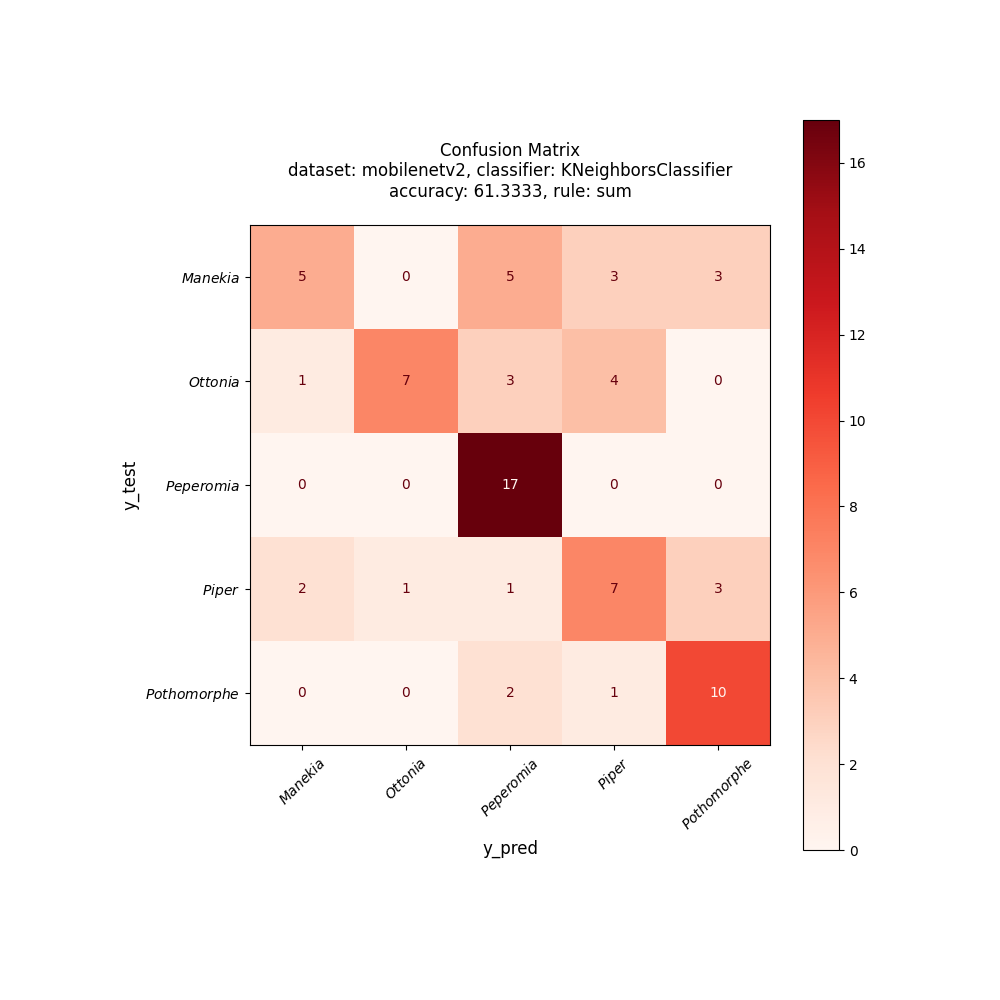 Confusion Matrix
dataset: mobilenetv2, classifier: KNeighborsClassifier
accuracy: 61.3333, rule: sum
Manekia 5 0 5 3 3
Ottonia 1 7 3 4 0
Peperomia 0 0 17 0 0
Piper 2 1 1 7 3
Pothomorphe 0 0 2 1 10
y_test
Manekia Ottonia Peperomia Piper Pothomorphe
y_pred
16
14
12
10
8
6
4
2
0